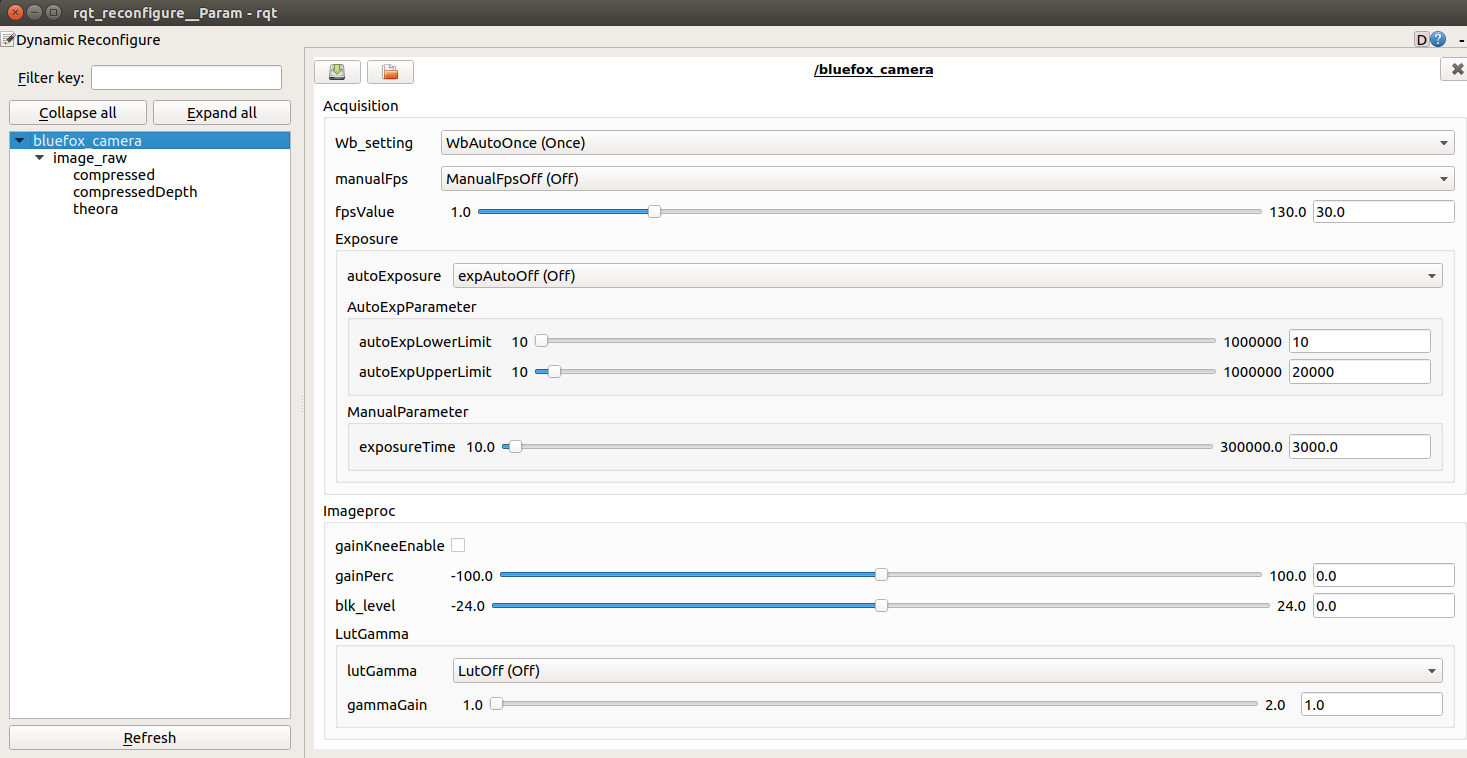 rqt_reconfigure__Param - rqt
Dynamic Reconfigure
D ? -
Filter key:
Collapse all Expand all
bluefox_camera
image_raw
compressed
compressedDepth
theora
Refresh
/bluefox_camera
Acquisition
Wb_setting WbAutoOnce (Once)
manualFps ManualFpsOff (Off)
fpsValue 1.0 130.0 30.0
Exposure
autoExposure expAutoOff (Off)
AutoExpParameter
autoExpLowerLimit 10 1000000 10
autoExpUpperLimit 10 1000000 20000
ManualParameter
exposureTime 10.0 300000.0 3000.0
Imageproc
gainKneeEnable
gainPerc -100.0 100.0 0.0
blk_level -24.0 24.0 0.0
LutGamma
lutGamma LutOff (Off)
gammaGain 1.0 2.0 1.0